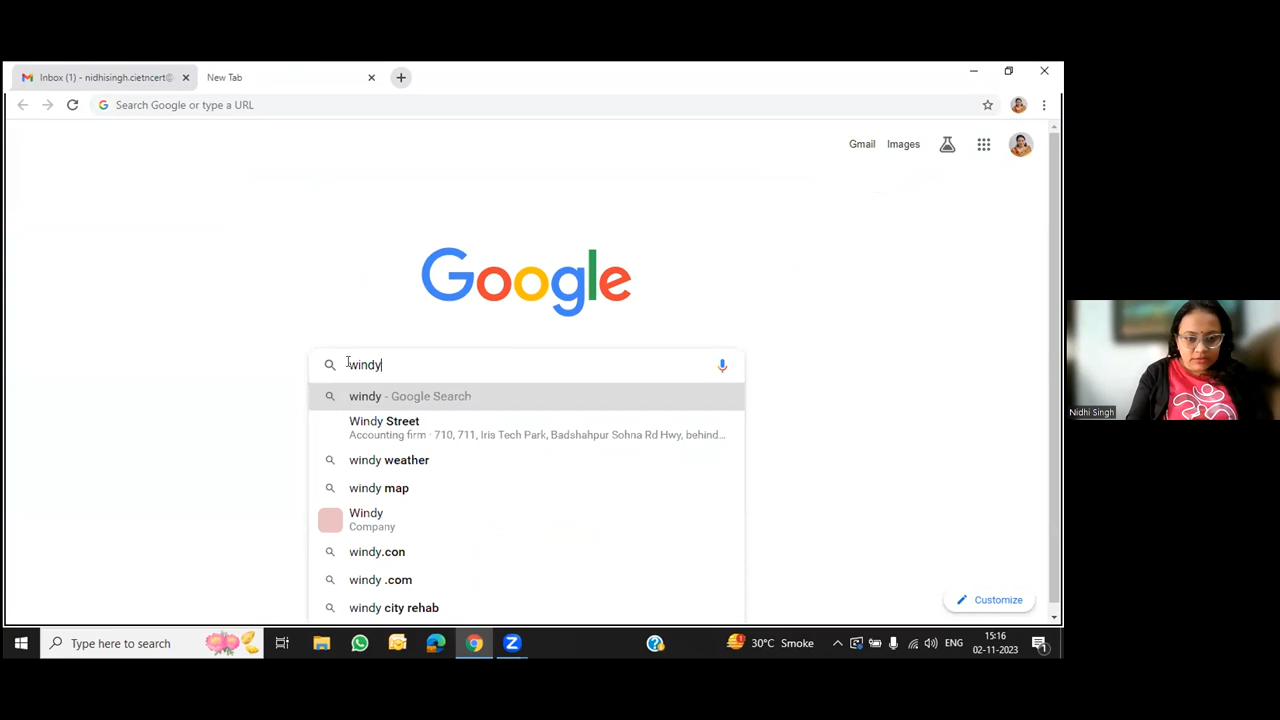 Inbox (1) - nidhisingh.cietncert@
New Tab
Search Google or type a URL
Gmail Images
Google
windy
windy - Google Search
Windy Street
Accounting firm · 710, 711, Iris Tech Park, Badshahpur Sohna Rd Hwy, behind...
windy weather
windy map
Windy
Company
windy.con
windy .com
windy city rehab
Customize
Nidhi Singh
Type here to search
30°C Smoke
ENG
15:16
02-11-2023
1